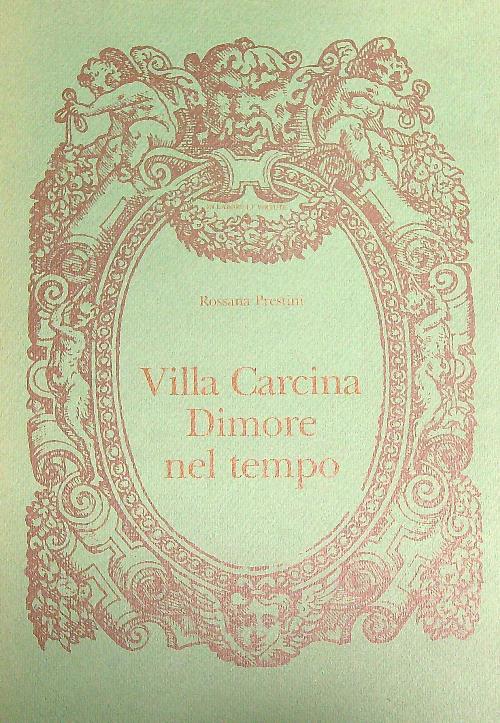 Rossana Prestini
Villa Carcina
Dimore
nel tempo